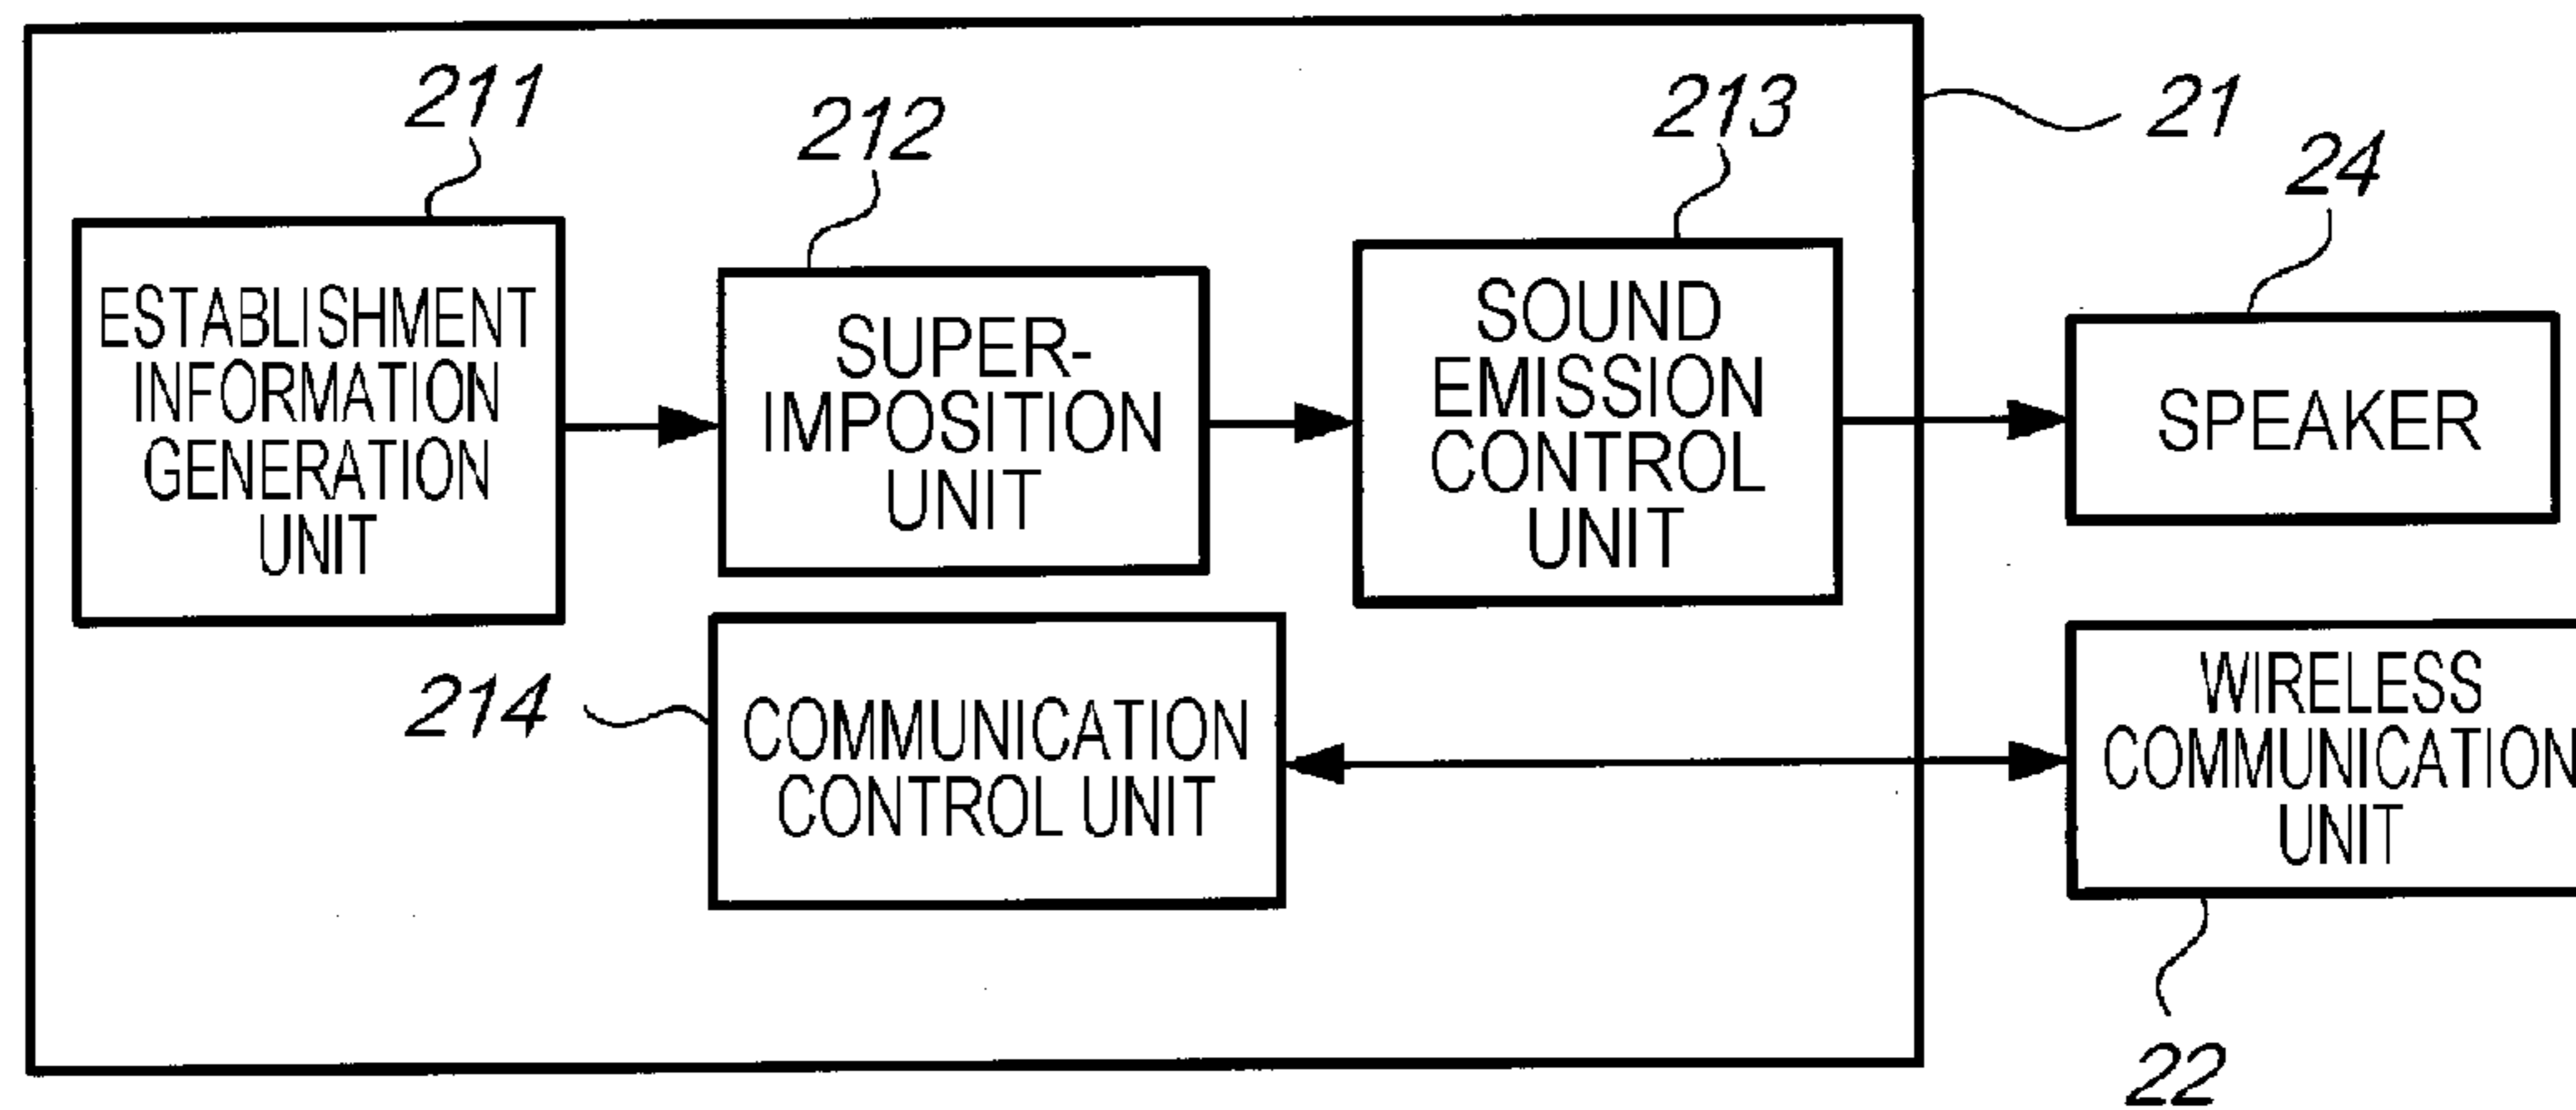 211
212
213
21
24
ESTABLISHMENT
INFORMATION
GENERATION
UNIT
SUPER-
IMPOSITION
UNIT
SOUND
EMISSION
CONTROL
UNIT
SPEAKER
214
COMMUNICATION
CONTROL UNIT
WIRELESS
COMMUNICATION
UNIT
22